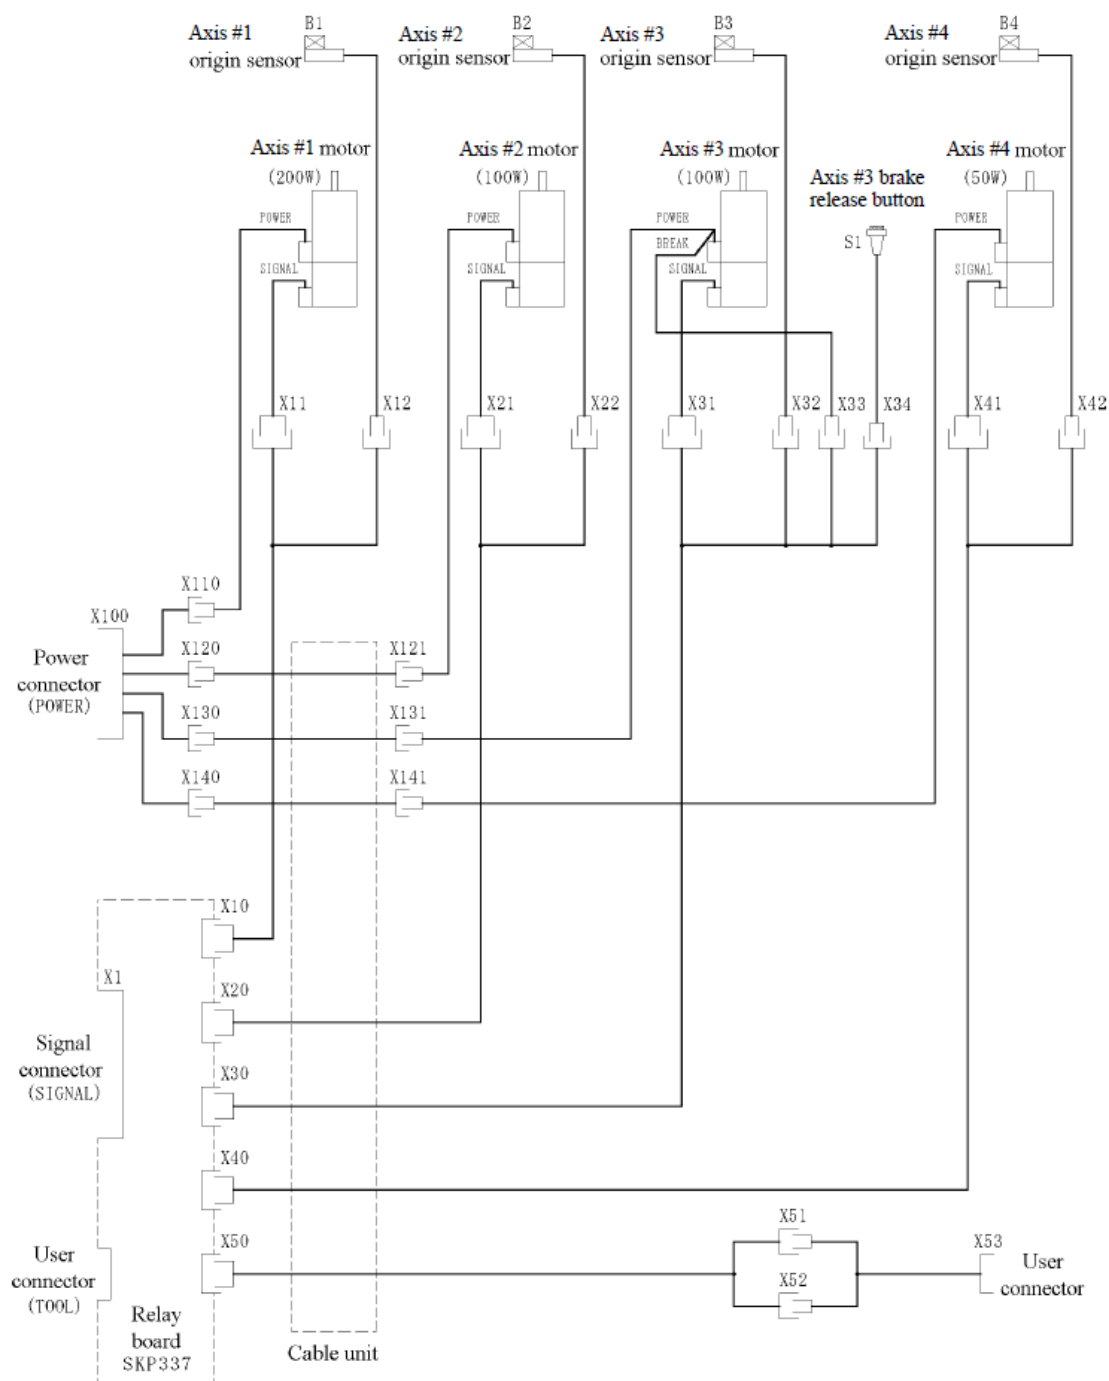 B1
B2
B3
B4
Axis #1
origin sensor
Axis #2
origin sensor
Axis #3
origin sensor
Axis #4
origin sensor
Axis #1 motor
(200W)
Axis #2 motor
(100W)
Axis #3 motor
(100W)
Axis #3 brake
release button
Axis #4 motor
(50W)
POWER
SIGNAL
POWER
SIGNAL
POWER
BREAK
SIGNAL
S1
POWER
SIGNAL
X11
X12
X21
X22
X31
X32
X33
X34
X41
X42
X110
X100
X120
X121
Power
connector
(POWER)
X130
X131
X140
X141
X10
X1
X20
Signal
connector
(SIGNAL)
X30
X40
X50
X51
X52
X53
User
connector
User
connector
(TOOL)
Relay
board
SKP337
Cable unit